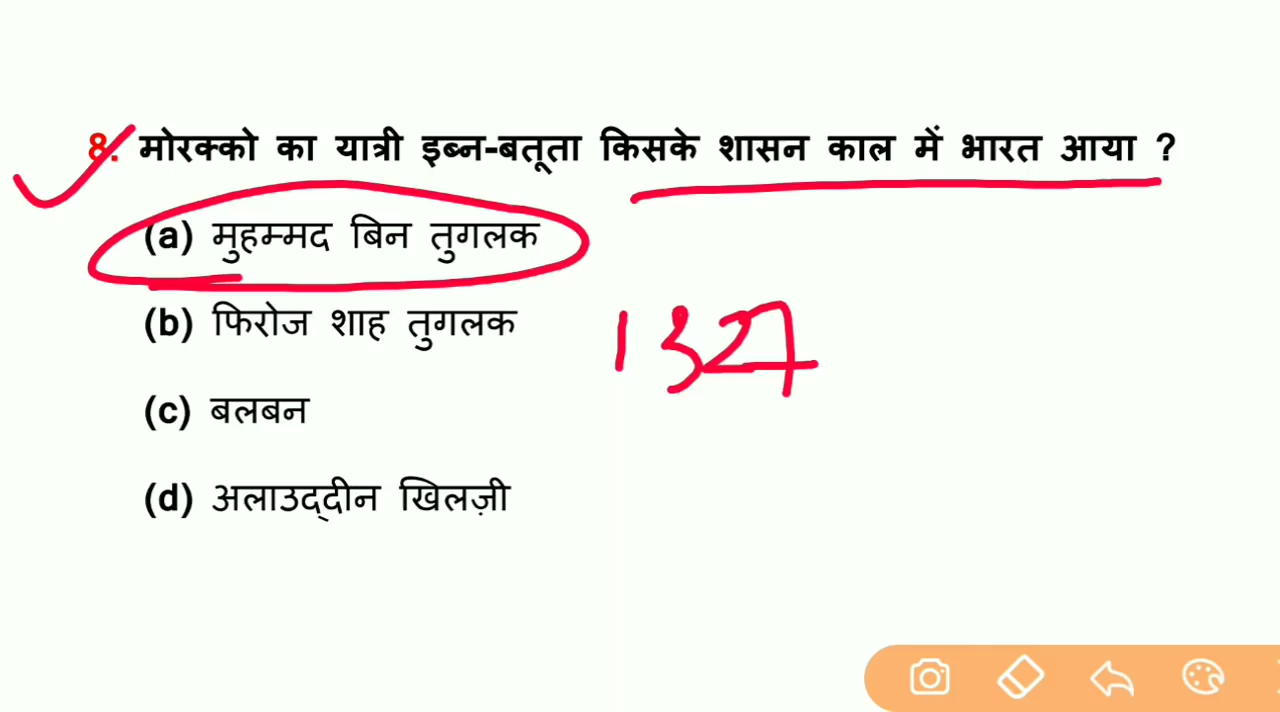 8. मोरक्को का यात्री इब्न-बतूता किसके शासन काल में भारत आया ?
(a) मुहम्मद बिन तुगलक
(b) फिरोज शाह तुगलक
1327
(c) बलबन
(d) अलाउद्दीन खिलज़ी